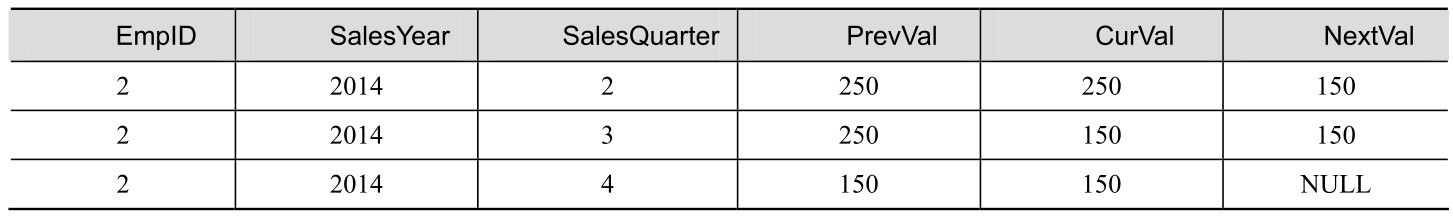 EmpID SalesYear SalesQuarter PrevVal CurVal NextVal
2 2014 2 250 250 150
2 2014 3 250 150 150
2 2014 4 150 150 NULL